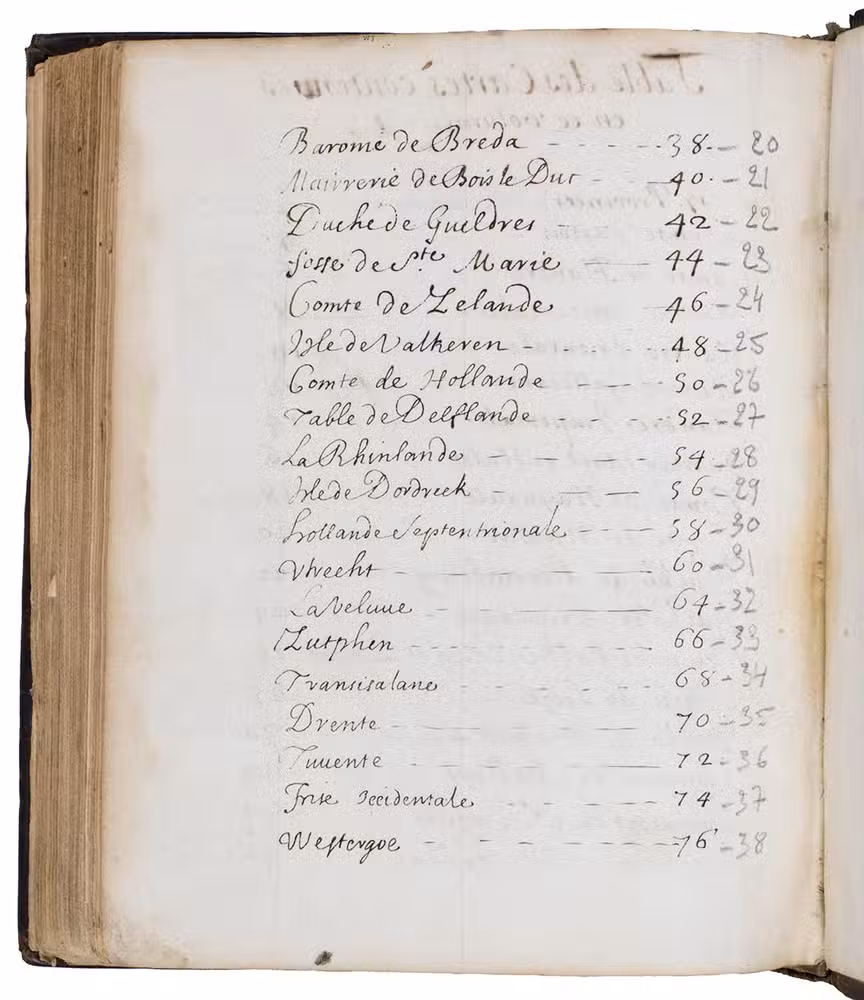 Baronie de Breda - - - - - 38. - 20
Mairrerie de Bois le Duc - - 40. - 21
Duché de Gueldres - - 42 - 22
fosse de Ste Marie — 44 - 23
Comte de Zelande — 46 - 24
Isle de Valkeren - - - - - 48 - 25
Comte de Hollande - - - 50 - 26
Table de Delflande - - - 52 - 27
La Rhinlande - - - - 54 - 28
Isle de Dordreck - - - 56 - 29
hollande Septentrionale - - - - 58 - 30
Vtrecht - - - 60 - 31
La Veluue - - — 64 - 32
Zutphen - - - - - - 66 - 33
Transisalane - - - - - 68 - 34
Drente - - - - - 70 - 35
Tuuente - - - - - - 72 - 36
Frise occidentale - - - - 74 - 37
Westergoe - - - - - - 76 - 38